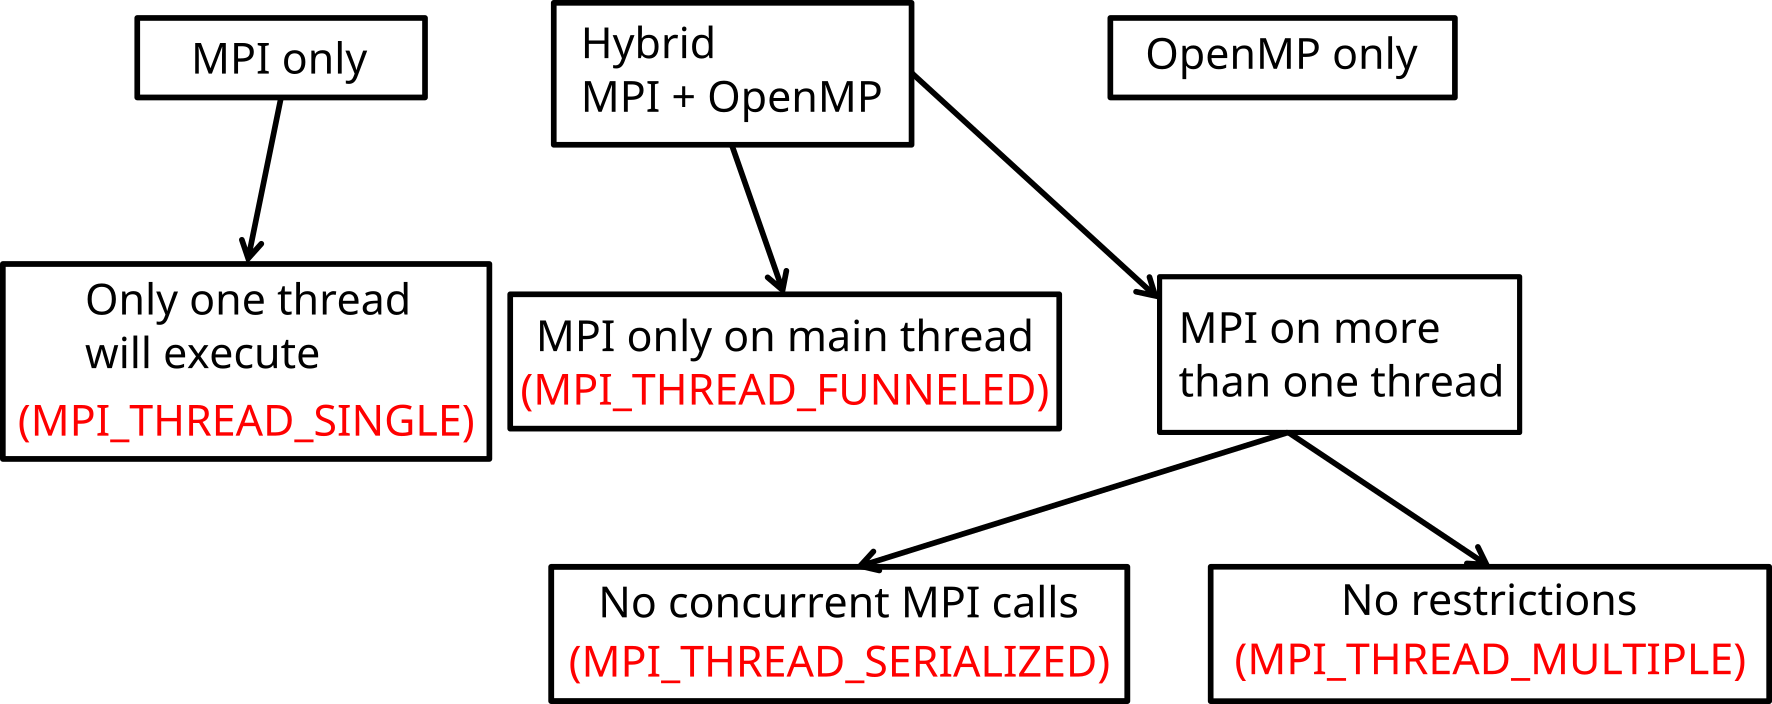 MPI only
Hybrid
MPI + OpenMP
OpenMP only
Only one thread
will execute
(MPI_THREAD_SINGLE)
MPI only on main thread
(MPI_THREAD_FUNNELED)
MPI on more
than one thread
No concurrent MPI calls
(MPI_THREAD_SERIALIZED)
No restrictions
(MPI_THREAD_MULTIPLE)